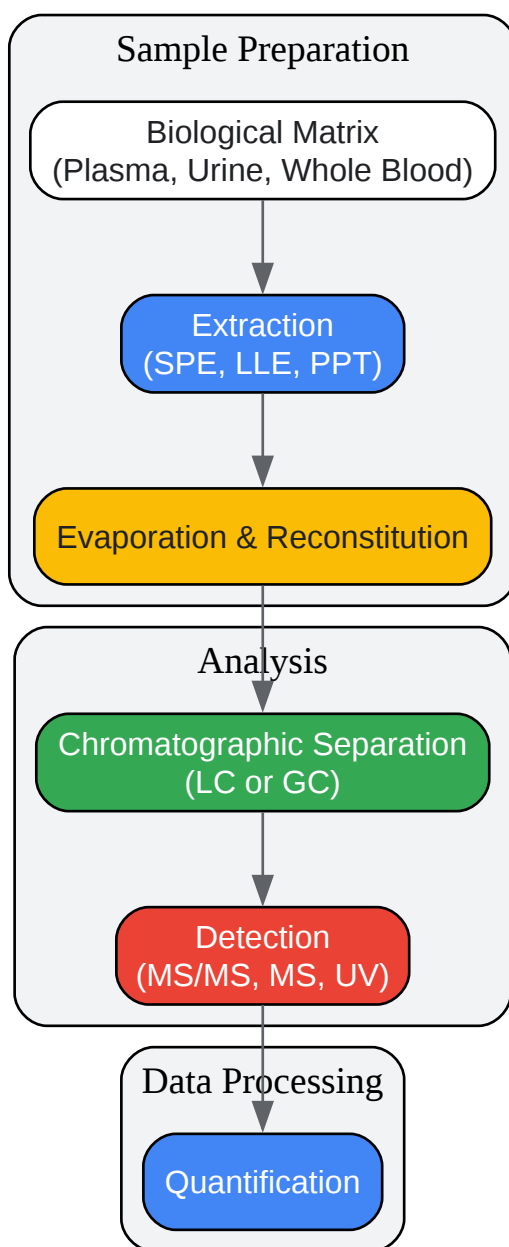 Sample Preparation
Biological Matrix
(Plasma, Urine, Whole Blood)
Extraction
(SPE, LLE, PPT)
Evaporation & Reconstitution
Analysis
Chromatographic Separation
(LC or GC)
Detection
(MS/MS, MS, UV)
Data Processing
Quantification